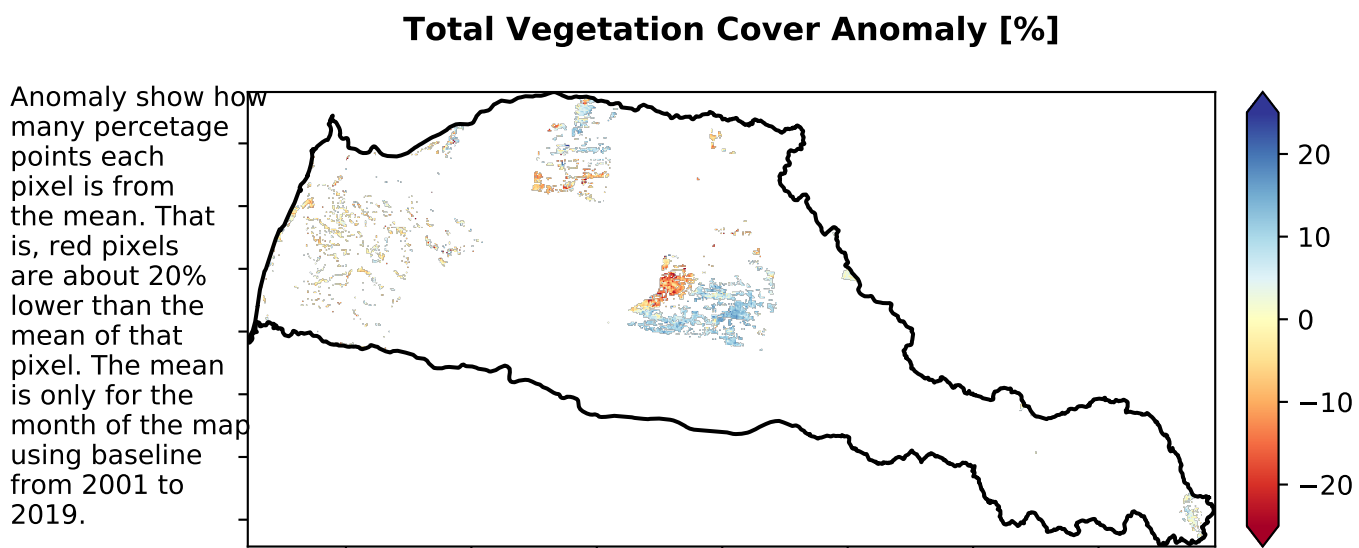 Total Vegetation Cover Anomaly [%]
Anomaly show how
many percetage
points each
pixel is from
the mean. That
is, red pixels
are about 20%
lower than the
mean of that
pixel. The mean
is only for the
month of the map
using baseline
from 2001 to
2019.
20
10
0
−10
−20